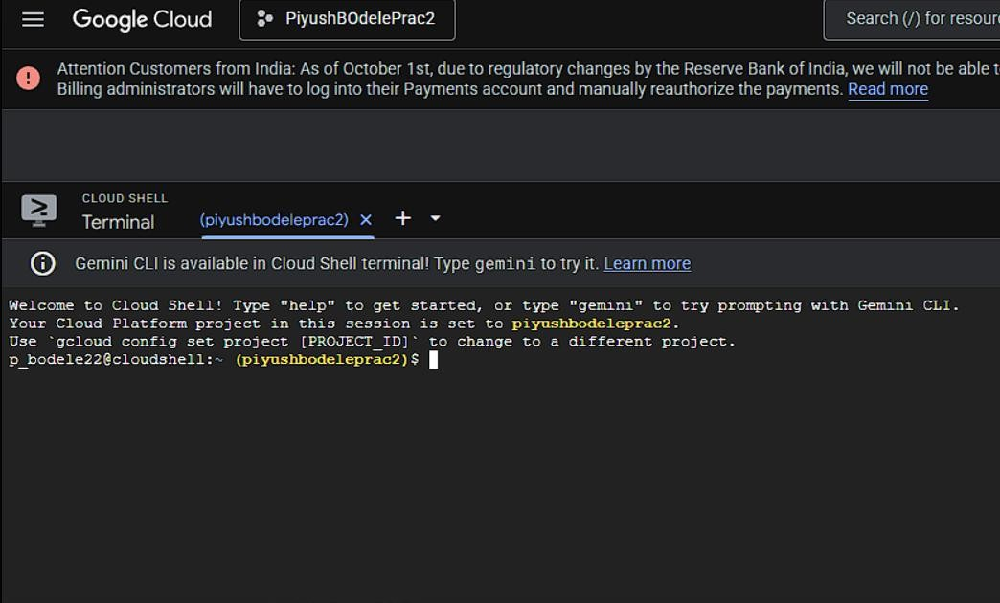 Google Cloud
PiyushBOdelePrac2
Search (/) for resour
Attention Customers from India: As of October 1st, due to regulatory changes by the Reserve Bank of India, we will not be able t
Billing administrators will have to log into their Payments account and manually reauthorize the payments. Read more
CLOUD SHELL
Terminal
(piyushbodeleprac2)
Gemini CLI is available in Cloud Shell terminal! Type gemini to try it. Learn more
Welcome to Cloud Shell! Type "help" to get started, or type "gemini" to try prompting with Gemini CLI.
Your Cloud Platform project in this session is set to piyushbodeleprac2.
Use `gcloud config set project [PROJECT_ID]` to change to a different project.
p_bodele22@cloudshell:~ (piyushbodeleprac2)$